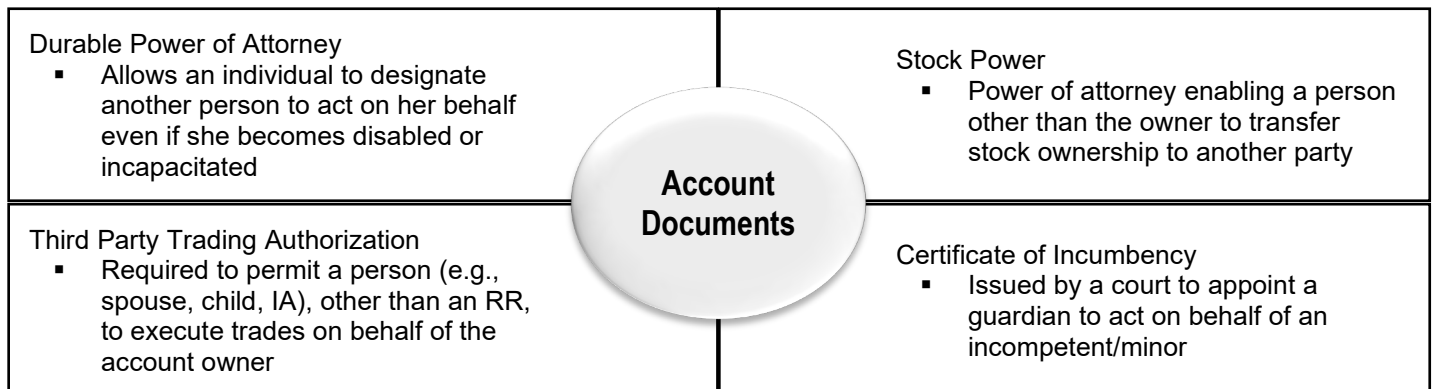 Durable Power of Attorney
▪ Allows an individual to designate
another person to act on her behalf
even if she becomes disabled or
incapacitated
Stock Power
▪ Power of attorney enabling a person
other than the owner to transfer
stock ownership to another party
Account
Documents
Third Party Trading Authorization
▪ Required to permit a person (e.g.,
spouse, child, IA), other than an RR,
to execute trades on behalf of the
account owner
Certificate of Incumbency
▪ Issued by a court to appoint a
guardian to act on behalf of an
incompetent/minor